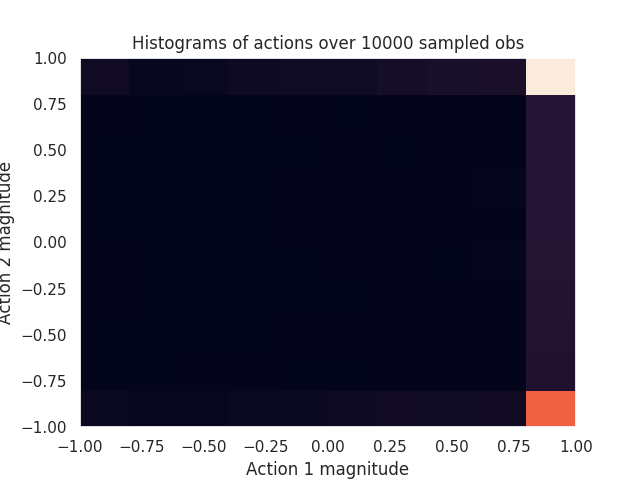 Histograms of actions over 10000 sampled obs
1.00
0.75
0.50
0.25
0.00
−0.25
−0.50
−0.75
−1.00
Action 2 magnitude
−1.00 −0.75 −0.50 −0.25 0.00 0.25 0.50 0.75 1.00
Action 1 magnitude